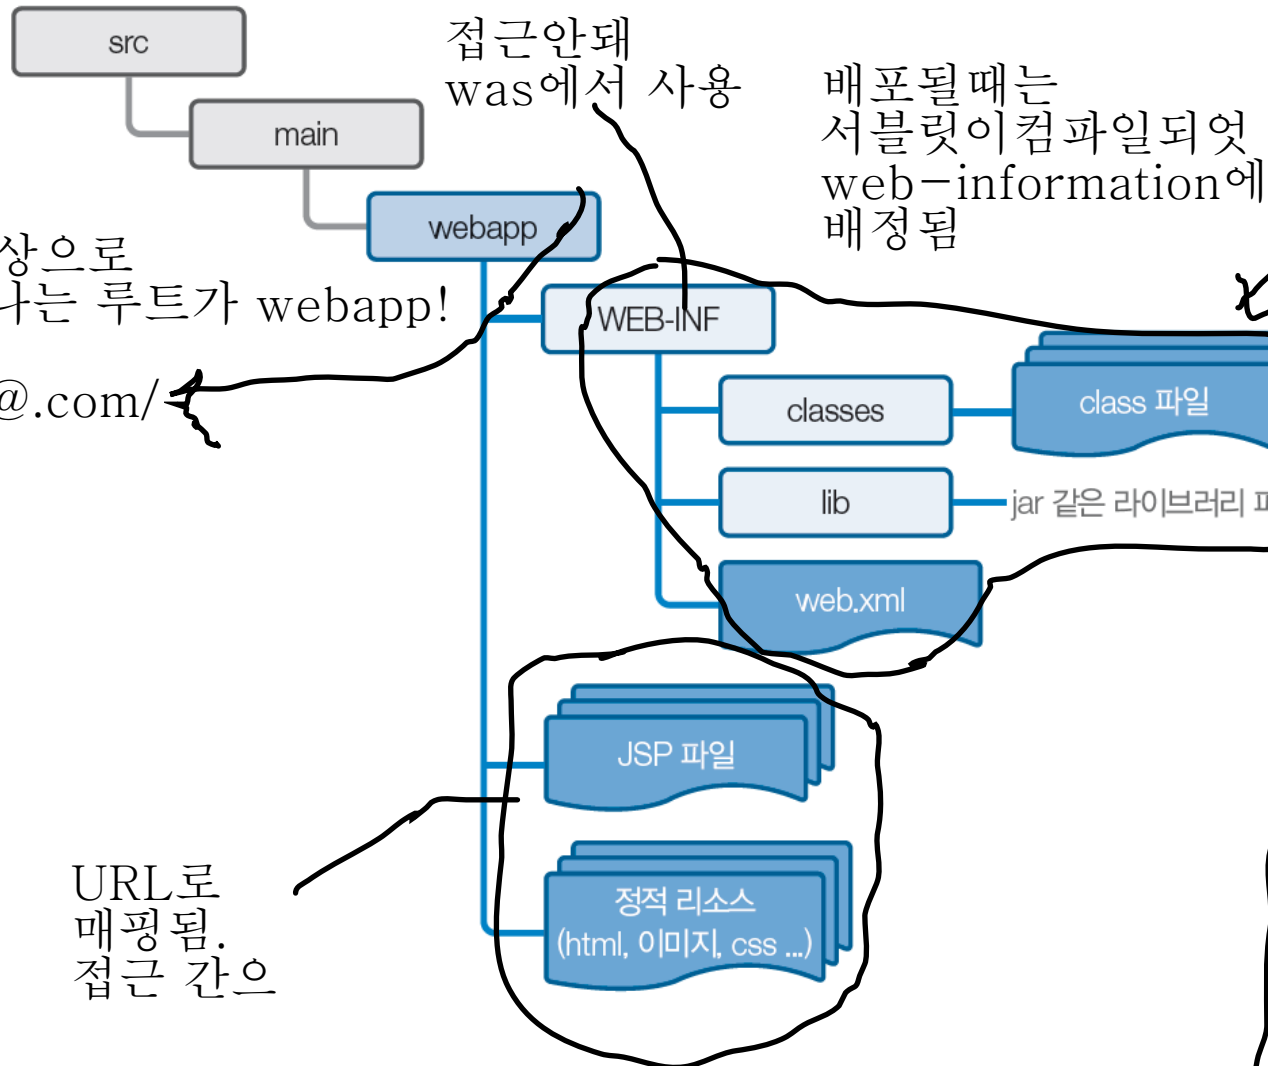 src
접근안돼
was에서 사용
배포될때는
서블릿이컴파일되엇
web-information에
배정됨
main
webapp
상으로
나는 루트가 webapp!
@.com/
WEB-INF
classes
class 파일
lib
jar 같은 라이브러리
web.xml
JSP 파일
정적 리소스
(html, 이미지, css ...)
URL로
매핑됨.
접근 간으